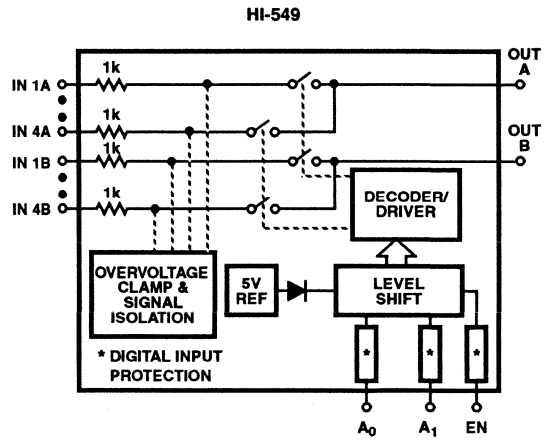 HI-549
OUT
A
1k
IN 1A
1k
IN 4A
OUT
B
1k
IN 1B
1k
IN 4B
DECODER/
DRIVER
OVERVOLTAGE
CLAMP &
SIGNAL
ISOLATION
5V
REF
LEVEL
SHIFT
* DIGITAL INPUT
PROTECTION
* * *
A0 A1 EN